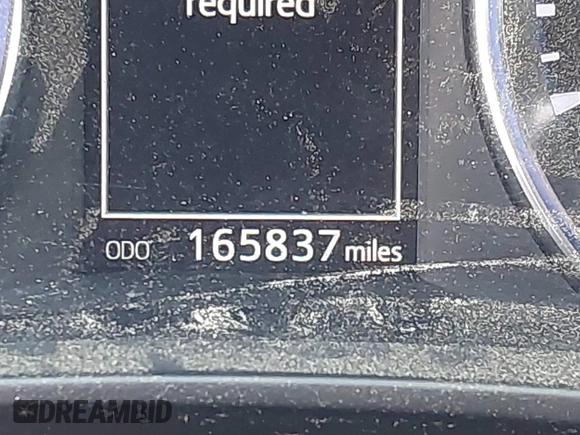 required
ODO 165837 miles
DREAMBID